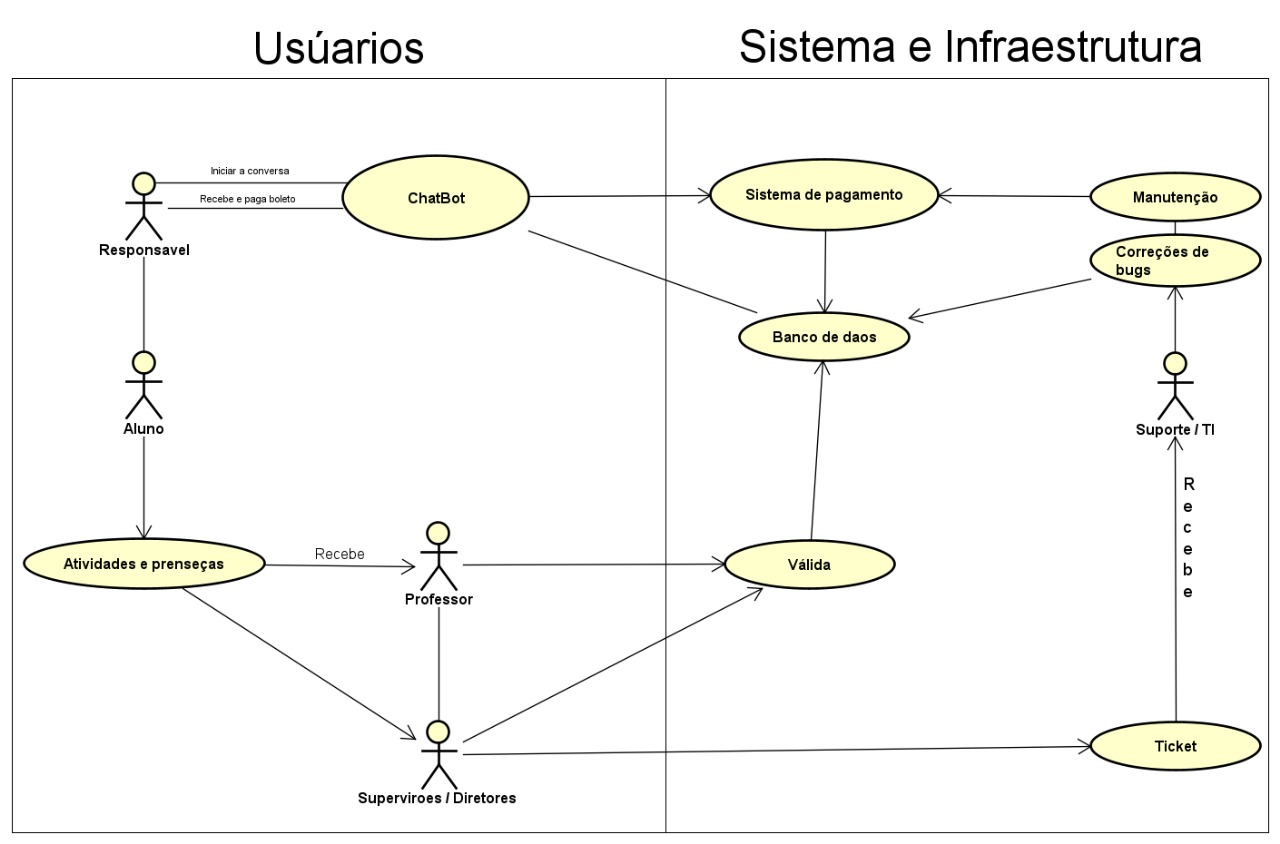 Usúarios
Sistema e Infraestrutura
Iniciar a conversa
Recebe e paga boleto
ChatBot
Sistema de pagamento
Manutenção
Responsavel
Correções de
bugs
Banco de daos
Aluno
Suporte / TI
Recebe
Atividades e prenseças
Recebe
Professor
Válida
Superviroes / Diretores
Ticket